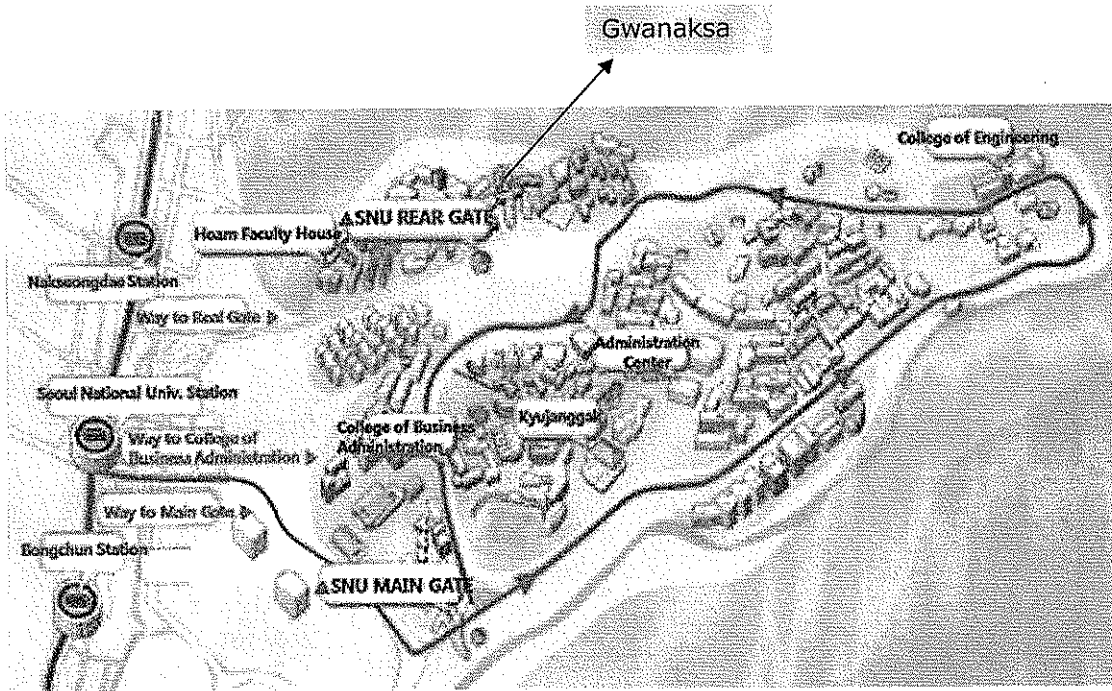 Gwanaksa
College of Engineering
▲SNU REAR GATE
Hoam Faculty House
Nakseongdae Station
Way to Real Gate ▷
Administration
Center
Seoul National Univ. Station
Kyujanggak
College of Business
Administration
Way to College of
Business Administration ▷
Way to Main Gate ▷
Bongchun Station
▲SNU MAIN GATE